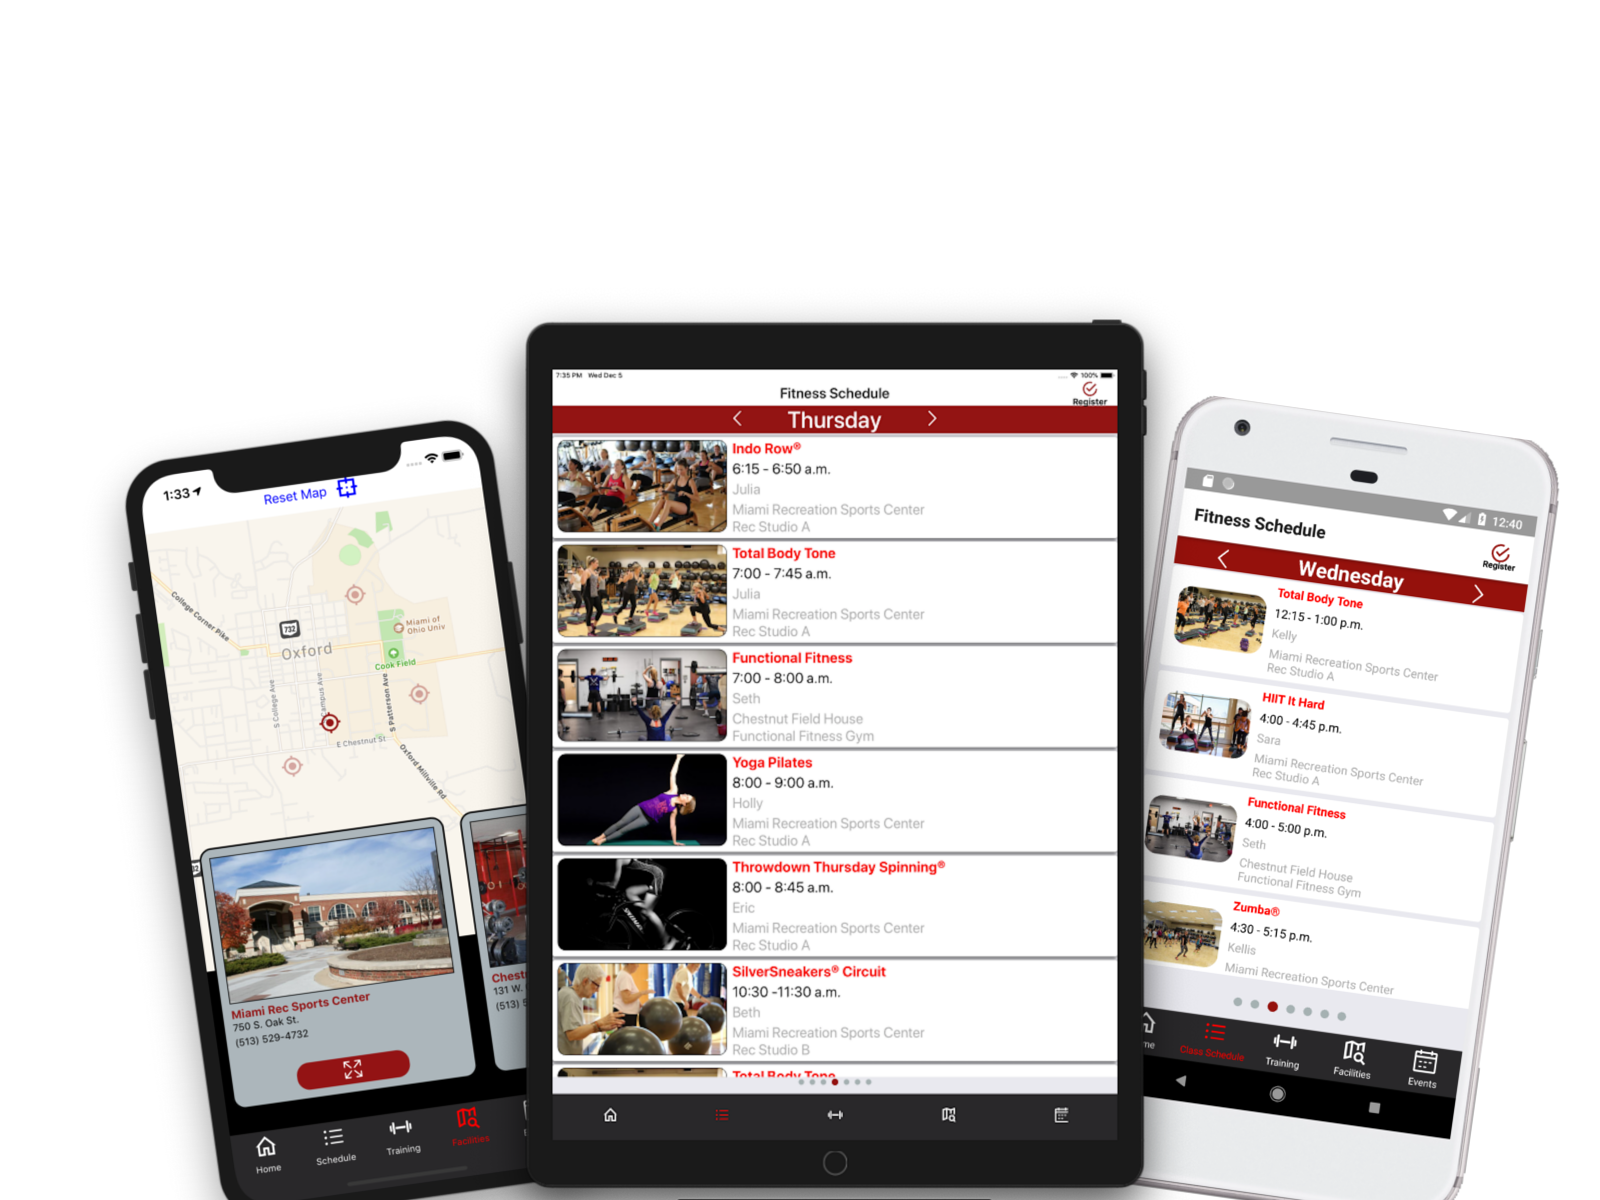 1:33
Reset Map
College Corner Pike
732
Oxford
Miami of
Ohio Univ
Cook Field
S College Ave
Campus Ave
S Patterson Ave
E Chestnut St
Oxford Millville Rd
Miami Rec Sports Center
750 S. Oak St.
(513) 529-4732
131 W.
Home
Schedule
Training
Facilities
7:35 PM Wed Dec 5
100%
Fitness Schedule
Register
Thursday
Indo Row®
6:15 - 6:50 a.m.
Julia
Miami Recreation Sports Center
Rec Studio A
Total Body Tone
7:00 - 7:45 a.m.
Julia
Miami Recreation Sports Center
Rec Studio A
Functional Fitness
7:00 - 8:00 a.m.
Seth
Chestnut Field House
Functional Fitness Gym
Yoga Pilates
8:00 - 9:00 a.m.
Holly
Miami Recreation Sports Center
Rec Studio A
Throwdown Thursday Spinning®
8:00 - 8:45 a.m.
Eric
Miami Recreation Sports Center
Rec Studio A
SilverSneakers® Circuit
10:30 -11:30 a.m.
Beth
Miami Recreation Sports Center
Rec Studio B
Total Body Tone
12:40
Fitness Schedule
Register
Wednesday
Total Body Tone
12:15 - 1:00 p.m.
Kelly
Miami Recreation Sports Center
Rec Studio A
HIIT It Hard
4:00 - 4:45 p.m.
Sara
Miami Recreation Sports Center
Rec Studio A
Functional Fitness
4:00 - 5:00 p.m.
Seth
Chestnut Field House
Functional Fitness Gym
Zumba®
4:30 - 5:15 p.m.
Kellis
Miami Recreation Sports Center
Class Schedule
Training
Facilities
Events